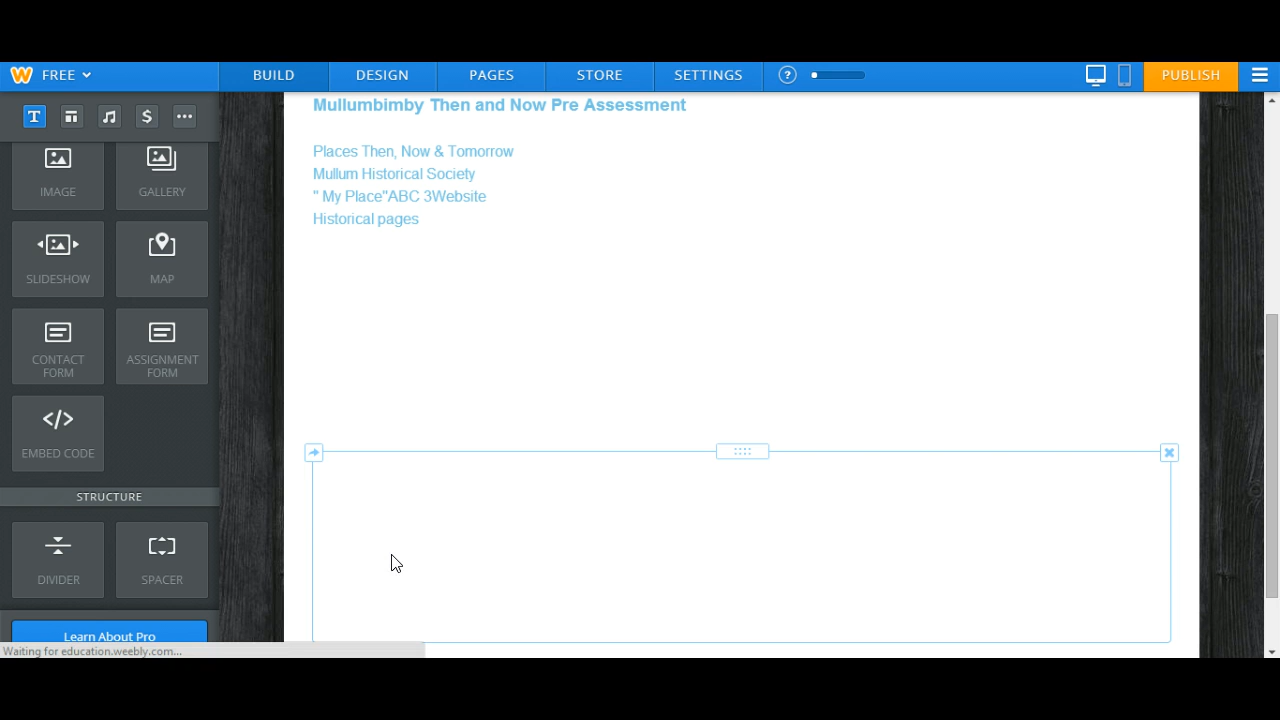 W FREE BUILD DESIGN PAGES STORE SETTINGS ? PUBLISH
T $
IMAGE GALLERY
SLIDESHOW MAP
CONTACT FORM ASSIGNMENT FORM
</> EMBED CODE
STRUCTURE
DIVIDER SPACER
Learn About Pro
Waiting for education.weebly.com...
Mullumbimby Then and Now Pre Assessment
Places Then, Now & Tomorrow
Mullum Historical Society
" My Place"ABC 3Website
Historical pages